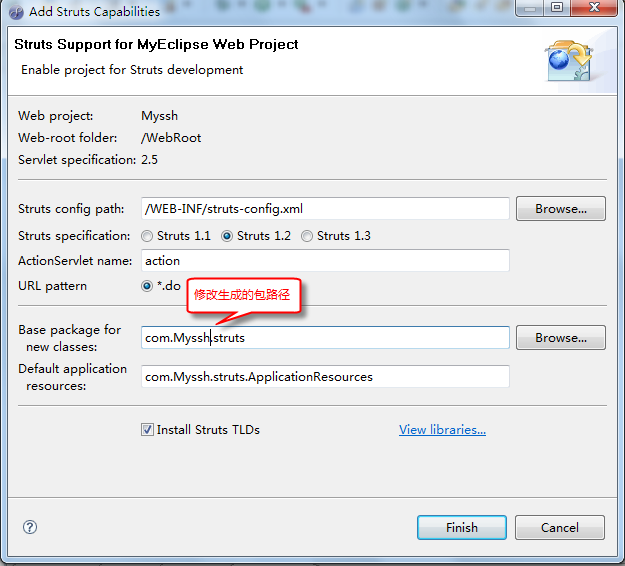 Add Struts Capabilities
Struts Support for MyEclipse Web Project
Enable project for Struts development
Web project: Myssh
Web-root folder: /WebRoot
Servlet specification: 2.5
Struts config path: /WEB-INF/struts-config.xml Browse...
Struts specification: Struts 1.1 Struts 1.2 Struts 1.3
ActionServlet name: action
URL pattern *.do
修改生成的包路径
Base package for
new classes: com.Myssh.struts Browse...
Default application
resources: com.Myssh.struts.ApplicationResources
Install Struts TLDs View libraries...
? Finish Cancel